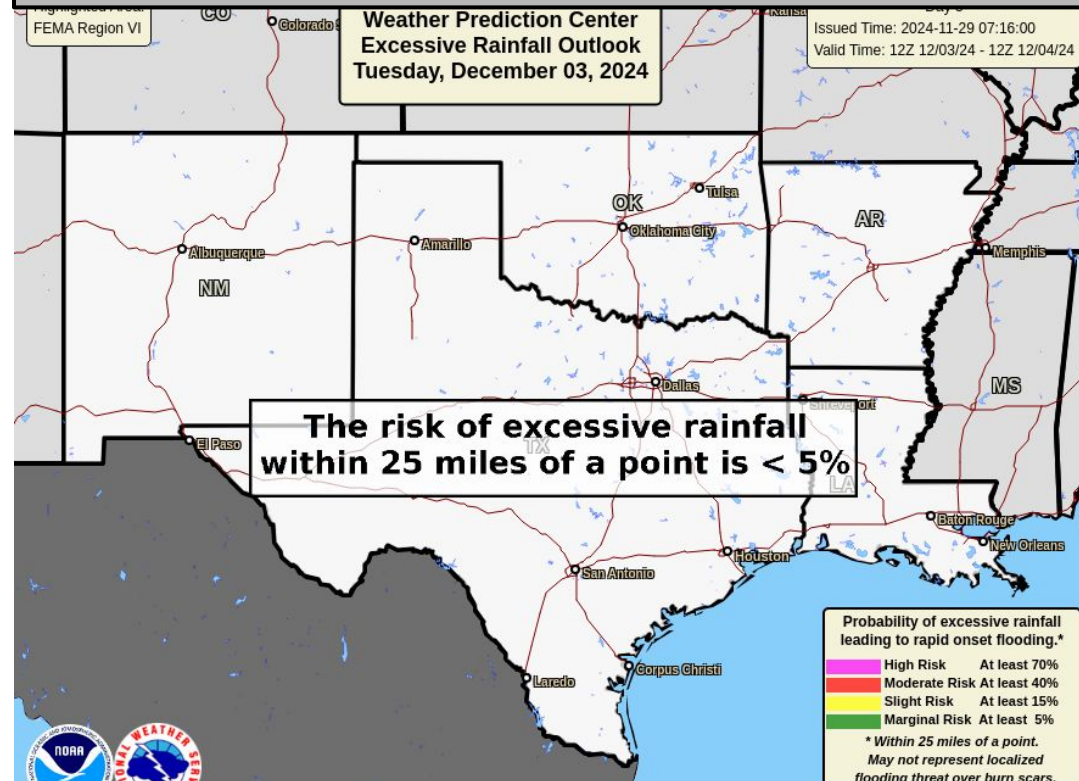 FEMA Region VI
CO
Colorado
Weather Prediction Center
Excessive Rainfall Outlook
Tuesday, December 03, 2024
Issued Time: 2024-11-29 07:16:00
Valid Time: 12Z 12/03/24 - 12Z 12/04/24
Tulsa
OK
Oklahoma City
AR
Albuquerque
Amarillo
Memphis
NM
Dallas
MS
Shreveport
The risk of excessive rainfall
within 25 miles of a point is < 5%
El Paso
TX
LA
Baton Rouge
New Orleans
Houston
San Antonio
Corpus Christi
Laredo
Probability of excessive rainfall
leading to rapid onset flooding.*
High Risk At least 70%
Moderate Risk At least 40%
Slight Risk At least 15%
Marginal Risk At least 5%
* Within 25 miles of a point.
May not represent localized
flooding threat over burn scars.
NOAA